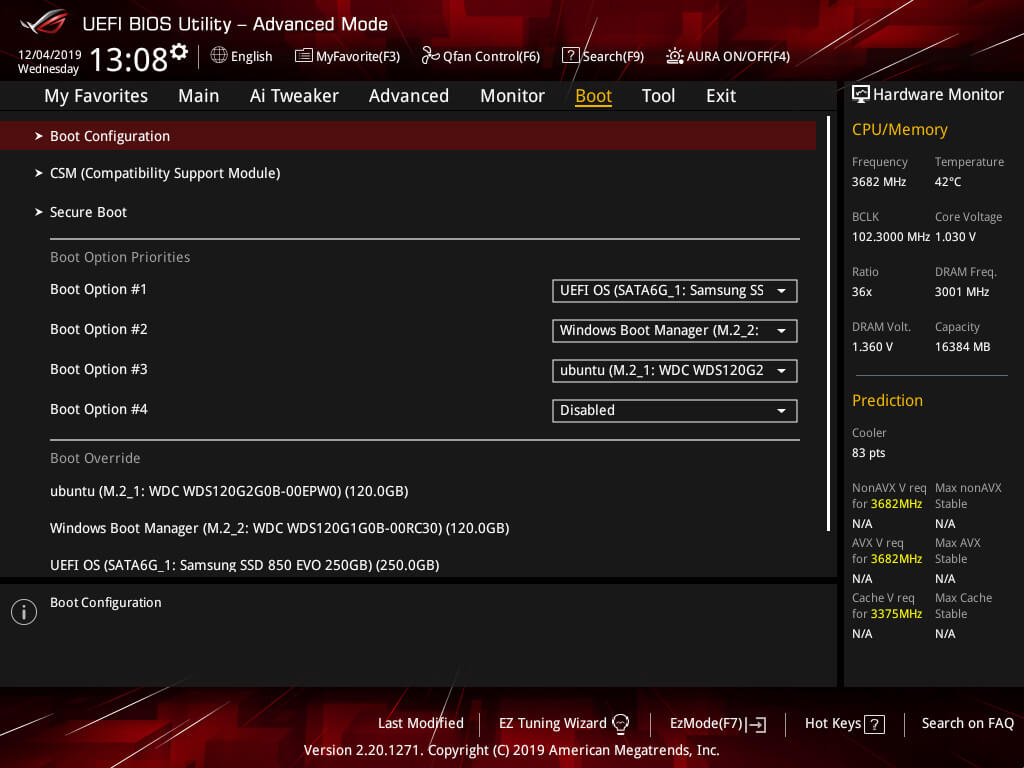 UEFI BIOS Utility – Advanced Mode
12/04/2019
Wednesday
13:08
English
MyFavorite(F3)
Qfan Control(F6)
? Search(F9)
AURA ON/OFF(F4)
My Favorites Main Ai Tweaker Advanced Monitor Boot Tool Exit
Boot Configuration
CSM (Compatibility Support Module)
Secure Boot
Boot Option Priorities
Boot Option #1 UEFI OS (SATA6G_1: Samsung SS
Boot Option #2 Windows Boot Manager (M.2_2:
Boot Option #3 ubuntu (M.2_1: WDC WDS120G2
Boot Option #4 Disabled
Boot Override
ubuntu (M.2_1: WDC WDS120G2G0B-00EPW0) (120.0GB)
Windows Boot Manager (M.2_2: WDC WDS120G1G0B-00RC30) (120.0GB)
UEFI OS (SATA6G_1: Samsung SSD 850 EVO 250GB) (250.0GB)
i Boot Configuration
Hardware Monitor
CPU/Memory
Frequency Temperature
3682 MHz 42°C
BCLK Core Voltage
102.3000 MHz 1.030 V
Ratio DRAM Freq.
36x 3001 MHz
DRAM Volt. Capacity
1.360 V 16384 MB
Prediction
Cooler
83 pts
NonAVX V req Max nonAVX
for 3682MHz Stable
N/A N/A
AVX V req Max AVX
for 3682MHz Stable
N/A N/A
Cache V req Max Cache
for 3375MHz Stable
N/A N/A
Last Modified EZ Tuning Wizard EzMode(F7) Hot Keys ? Search on FAQ
Version 2.20.1271. Copyright (C) 2019 American Megatrends, Inc.